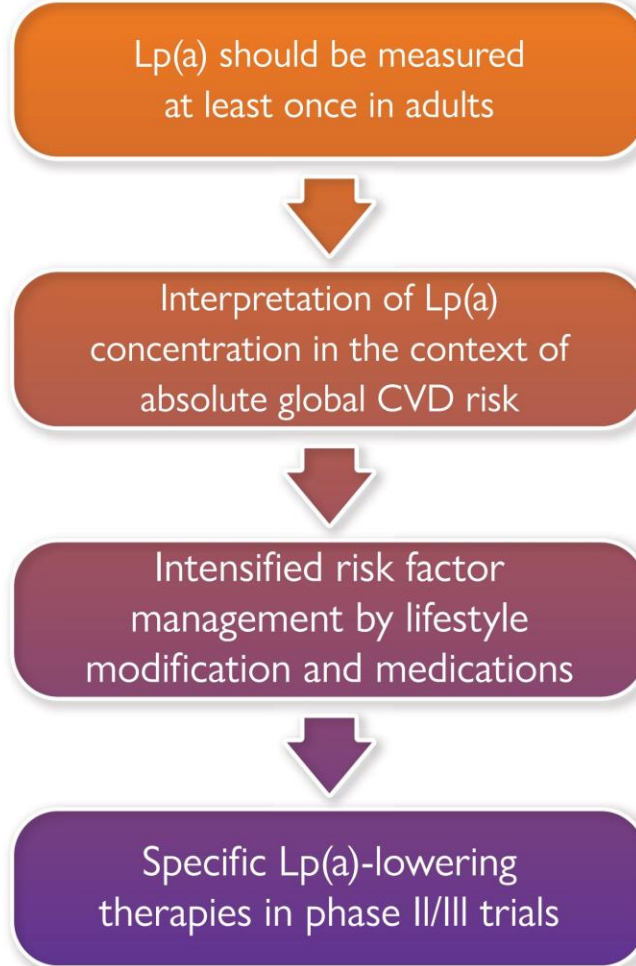 Lp(a) should be measured
at least once in adults
Interpretation of Lp(a)
concentration in the context of
absolute global CVD risk
Intensified risk factor
management by lifestyle
modification and medications
Specific Lp(a)-lowering
therapies in phase II/III trials